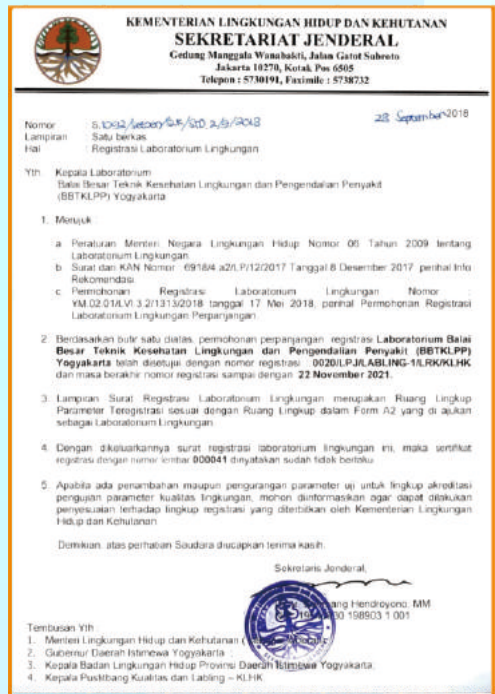 KEMENTERIAN LINGKUNGAN HIDUP DAN KEHUTANAN
SEKRETARIAT JENDERAL
Gedung Manggala Wanabakti, Jalan Gatot Subroto
Jakarta 10270, Kotak Pos 6505
Telepon : 5730191, Faximile : 5738732
28 September 2018
Nomor :
Lampiran : Satu berkas
Hal : Registrasi Laboratorium Lingkungan
Yth. Kepala Laboratorium
Balai Besar Teknik Kesehatan Lingkungan dan Pengendalian Penyakit
(BBTKLPP) Yogyakarta
1. Merujuk :
a Peraturan Menteri Negara Lingkungan Hidup Nomor 06 Tahun 2009 tentang
Laboratorium Lingkungan.
b Surat dari KAN Nomor 6918/4.a2/LP/12/2017 Tanggal 8 Desember 2017 perihal Info
Rekomendasi.
c Permohonan Registrasi Laboratorium Lingkungan Nomor :
YM.02.01/LVI.3.2/1313/2018 tanggal 17 Mei 2018, perihal Permohonan Registrasi
Laboratorium Lingkungan Perpanjangan.
2. Berdasarkan butir satu diatas, permohonan perpanjangan registrasi Laboratorium Balai
Besar Teknik Kesehatan Lingkungan dan Pengendalian Penyakit (BBTKLPP)
Yogyakarta telah disetujui dengan nomor registrasi : 0020/LPJ/LABLING-1/LRK/KLHK
dan masa berakhir nomor registrasi sampai dengan 22 November 2021.
3. Lampiran Surat Registrasi Laboratorium Lingkungan merupakan Ruang Lingkup
Parameter Teregistrasi sesuai dengan Ruang Lingkup dalam Form A2 yang di ajukan
sebagai Laboratorium Lingkungan.
4. Dengan dikeluarkannya surat registrasi laboratorium lingkungan ini, maka sertifikat
registrasi dengan nomor lembar 000041 dinyatakan sudah tidak berlaku.
5. Apabila ada penambahan maupun pengurangan parameter uji untuk lingkup akreditasi
pengujian parameter kualitas lingkungan, mohon diinformasikan agar dapat dilakukan
penyesuaian terhadap lingkup registrasi yang diterbitkan oleh Kementerian Lingkungan
Hidup dan Kehutanan.
Demikian, atas perhatian Saudara diucapkan terima kasih.
Sekretaris Jenderal,
Hendroyono, MM
198903 1 001
Tembusan Yth :
1. Menteri Lingkungan Hidup dan Kehutanan
2. Gubernur Daerah Istimewa Yogyakarta :
3. Kepala Badan Lingkungan Hidup Provinsi Daerah Istimewa Yogyakarta.
4. Kepala Puslitbang Kualitas dan Labling – KLHK